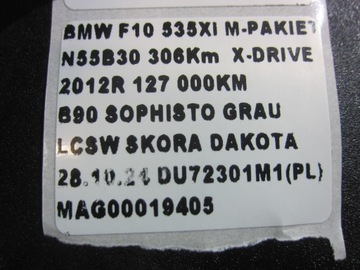 BMW F10 535XI M-PAKIET
N55B30 306Km X-DRIVE
2012R 127 000KM
B90 SOPHISTO GRAU
LCSW SKORA DAKOTA
28.10.24 DU72301M1(PL)
MAG00019405